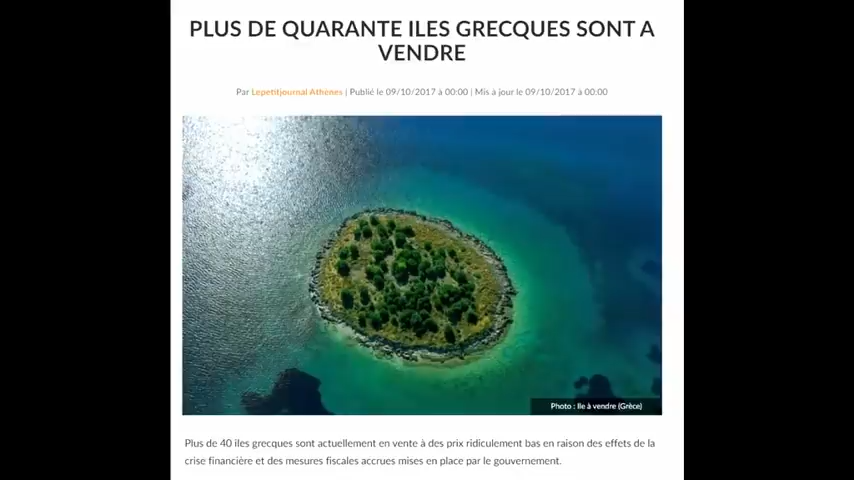 PLUS DE QUARANTE ILES GRECQUES SONT A
VENDRE
Par Lepetitjournal Athènes | Publié le 09/10/2017 à 00:00 | Mis à jour le 09/10/2017 à 00:00
Photo : Ile à vendre (Grèce)
Plus de 40 îles grecques sont actuellement en vente à des prix ridiculement bas en raison des effets de la
crise financière et des mesures fiscales accrues mises en place par le gouvernement.